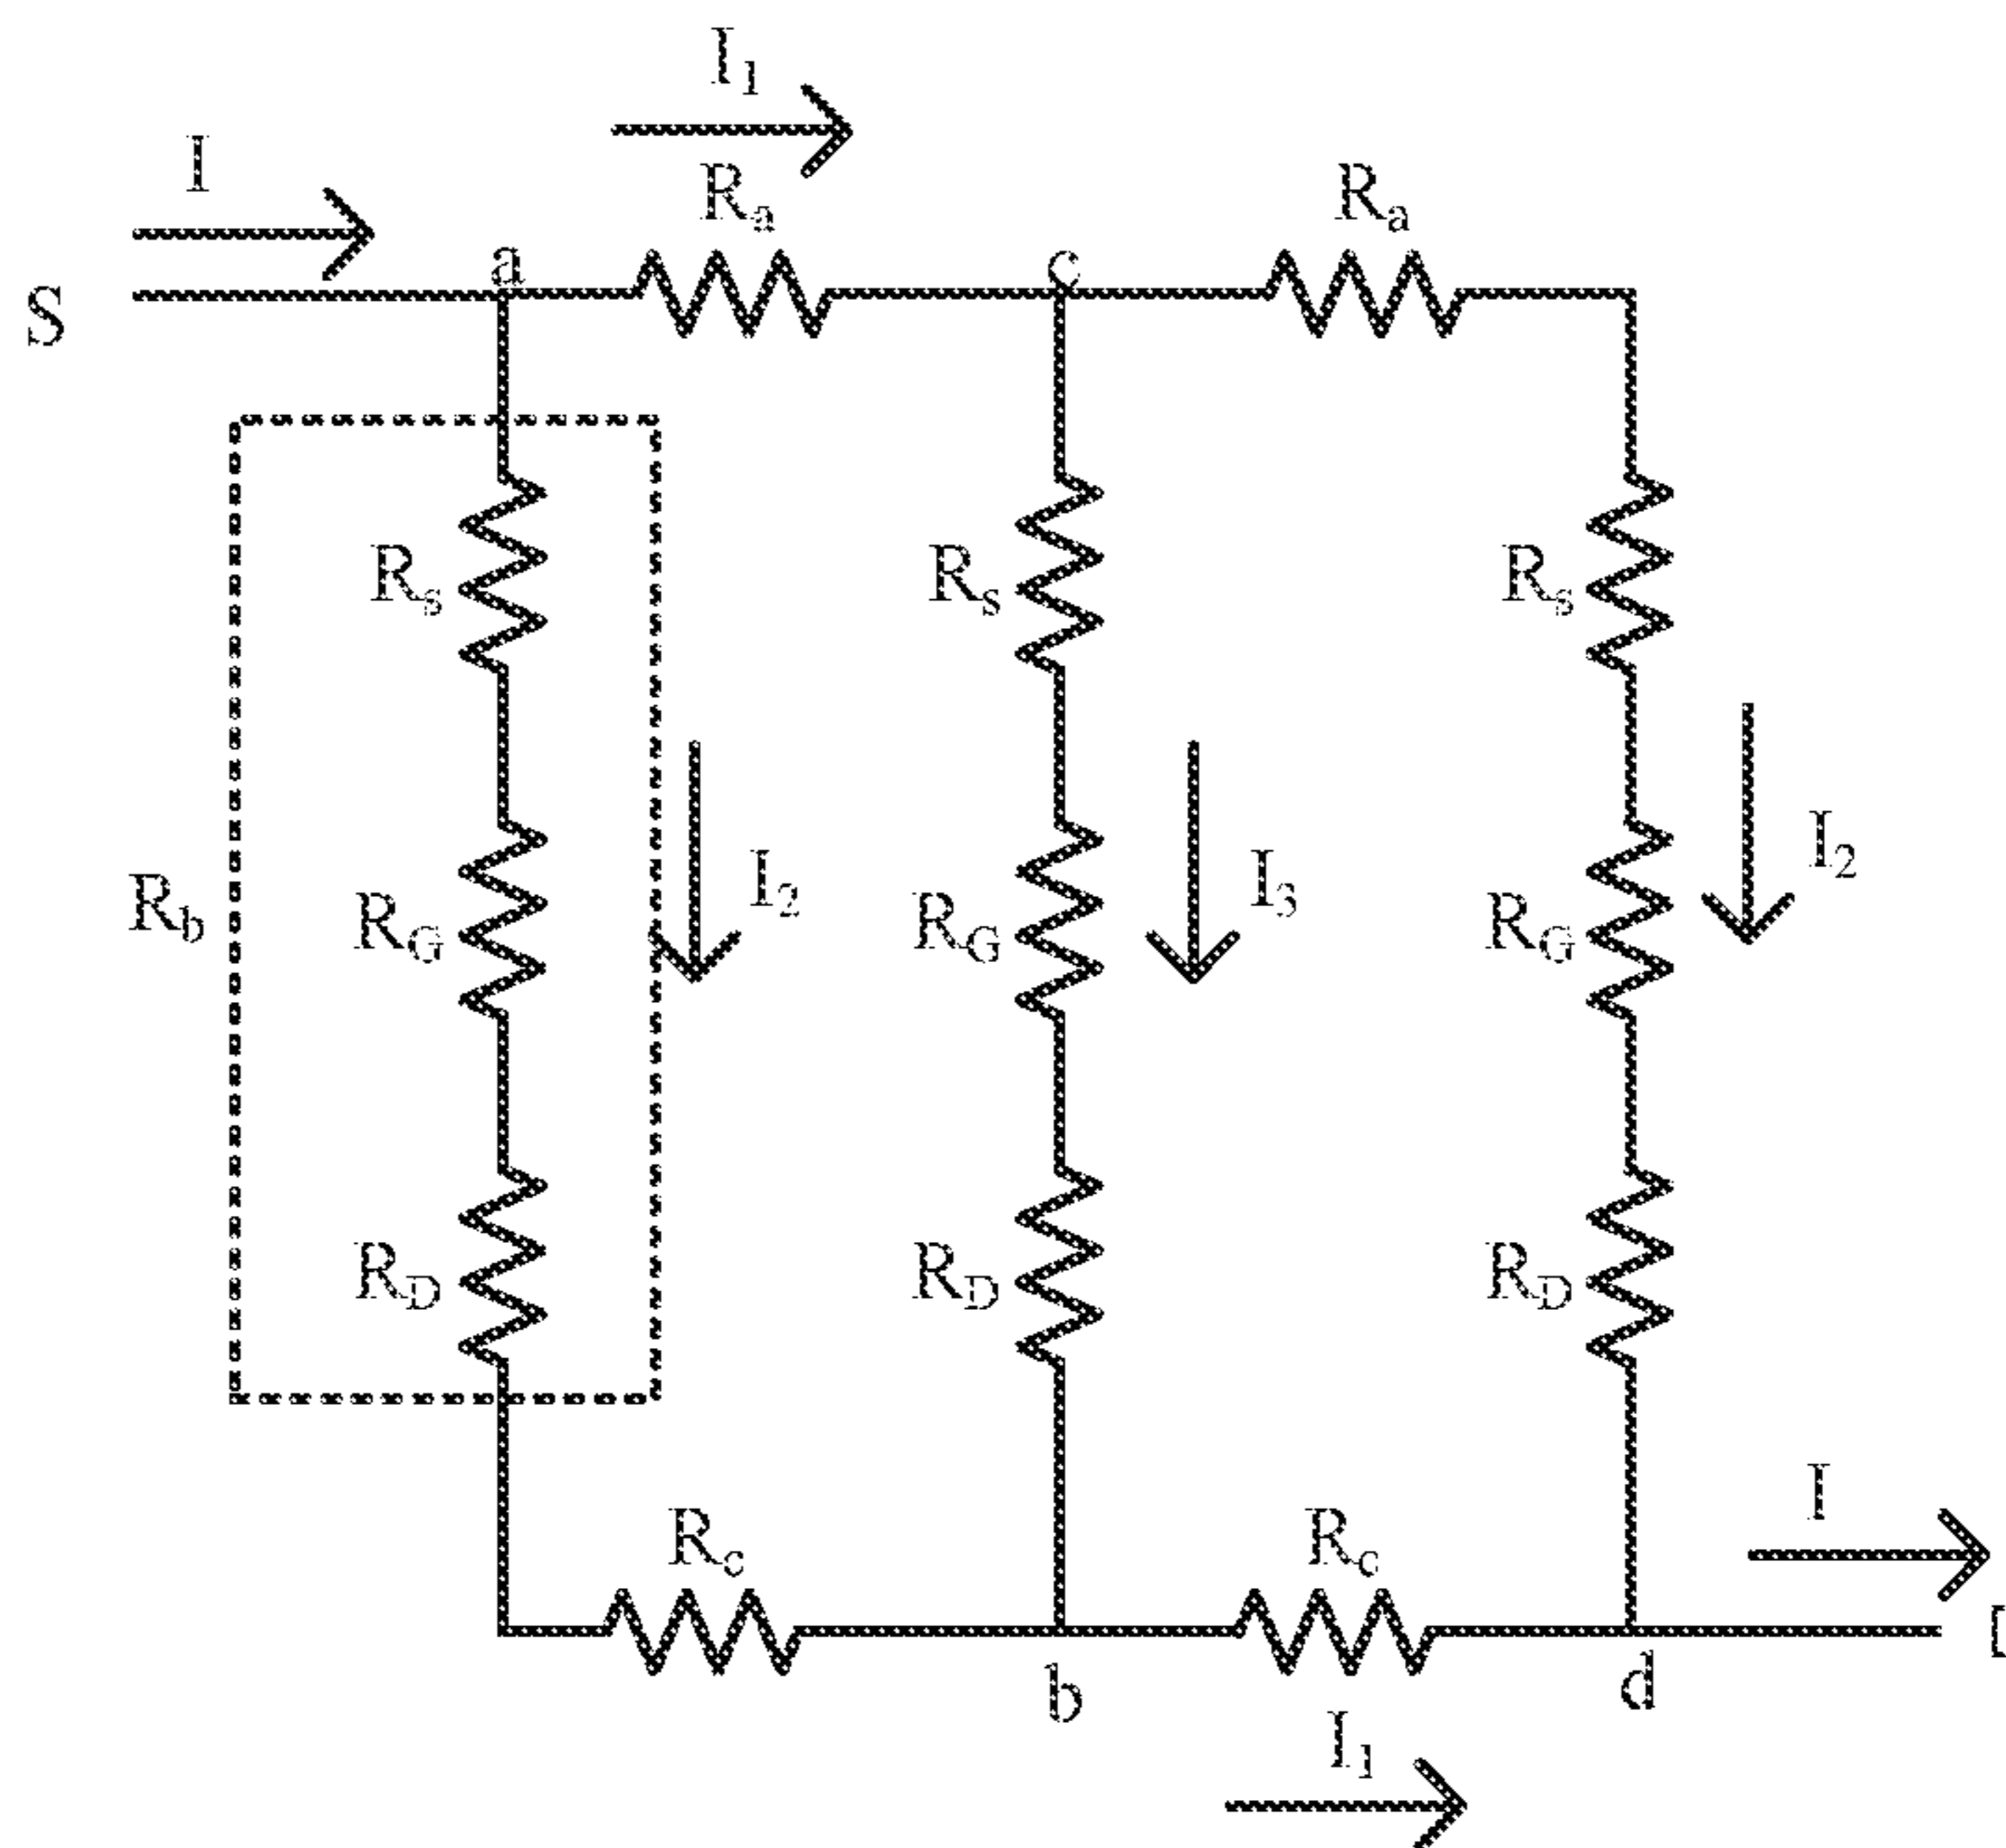 I₁
I
Rₐ Rₐ
a c
S
Rₛ Rₛ Rₛ
I₂
R_b R_G I₂ R_G I₃ R_G
R_D R_D R_D
I
R_c R_c
b d
I₁